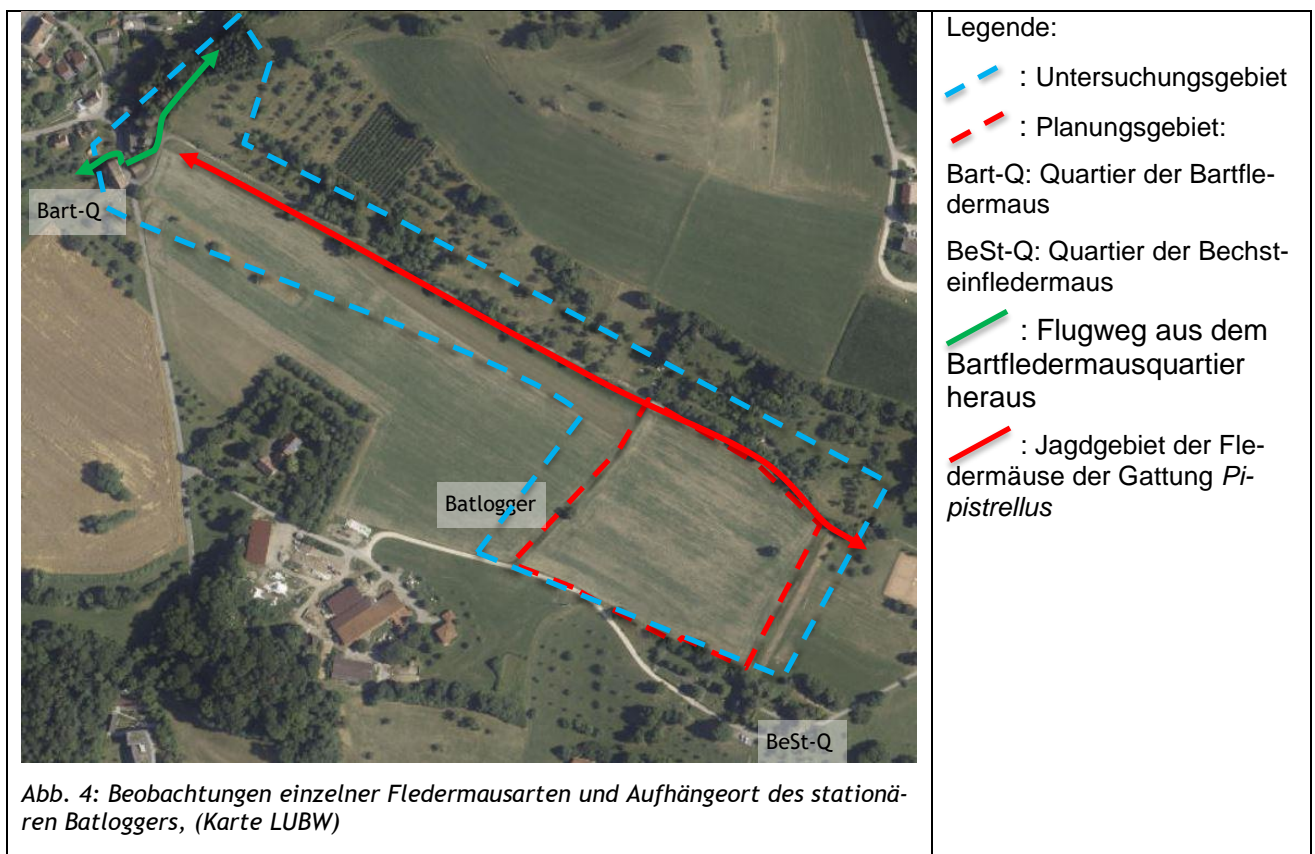 Bart-Q
Batlogger
BeSt-Q
Abb. 4: Beobachtungen einzelner Fledermausarten und Aufhängeort des stationä-
ren Batloggers, (Karte LUBW)
Legende:
: Untersuchungsgebiet
: Planungsgebiet:
Bart-Q: Quartier der Bartfle-
dermaus
BeSt-Q: Quartier der Bechst-
einfledermaus
: Flugweg aus dem
Bartfledermausquartier
heraus
: Jagdgebiet der Fle-
dermäuse der Gattung Pi-
pistrellus